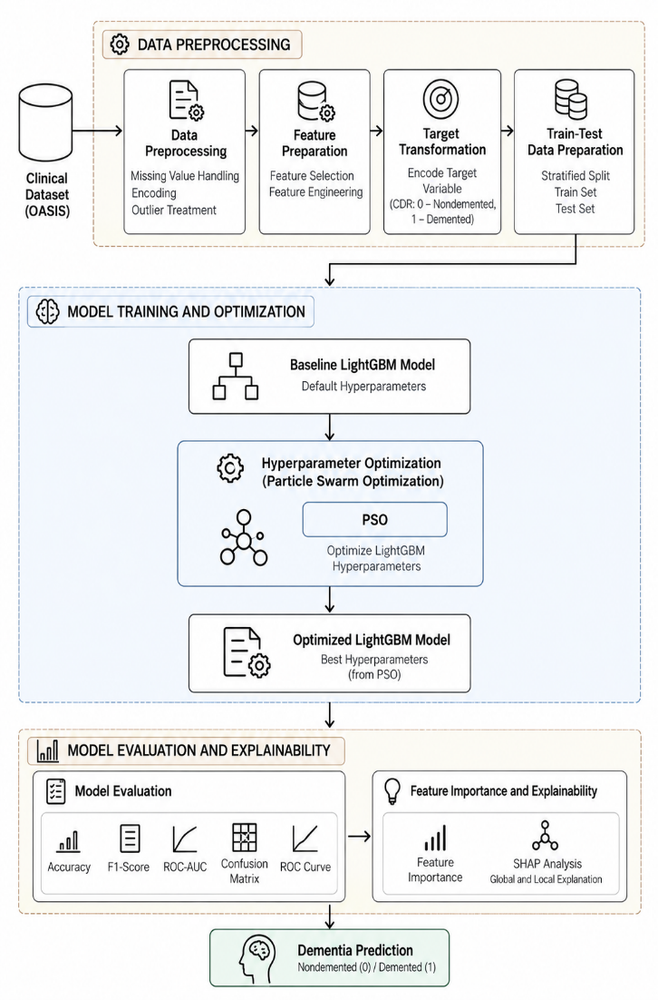 DATA PREPROCESSING
Clinical
Dataset
(OASIS)
Data
Preprocessing
Missing Value Handling
Encoding
Outlier Treatment
Feature
Preparation
Feature Selection
Feature Engineering
Target
Transformation
Encode Target
Variable
(CDR: 0 – Nondemented,
1 – Demented)
Train-Test
Data Preparation
Stratified Split
Train Set
Test Set
MODEL TRAINING AND OPTIMIZATION
Baseline LightGBM Model
Default Hyperparameters
Hyperparameter Optimization
(Particle Swarm Optimization)
PSO
Optimize LightGBM
Hyperparameters
Optimized LightGBM Model
Best Hyperparameters
(from PSO)
MODEL EVALUATION AND EXPLAINABILITY
Model Evaluation
Accuracy
F1-Score
ROC-AUC
Confusion
Matrix
ROC Curve
Feature Importance and Explainability
Feature
Importance
SHAP Analysis
Global and Local Explanation
Dementia Prediction
Nondemented (0) / Demented (1)